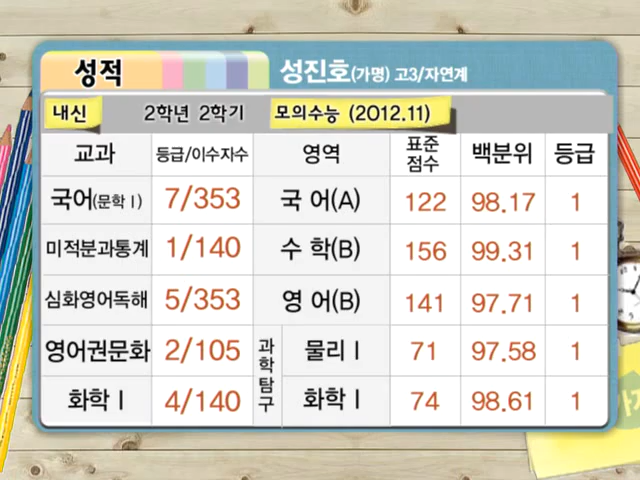 성적
성진호(가명) 고3/자연계
내신 2학년 2학기 모의수능 (2012.11)
교과 등급/이수자수 영역 표준점수 백분위 등급
국어(문학Ⅰ) 7/353 국 어(A) 122 98.17 1
미적분과통계 1/140 수 학(B) 156 99.31 1
심화영어독해 5/353 영 어(B) 141 97.71 1
영어권문화 2/105 과학탐구 물리Ⅰ 71 97.58 1
화학Ⅰ 4/140 화학Ⅰ 74 98.61 1